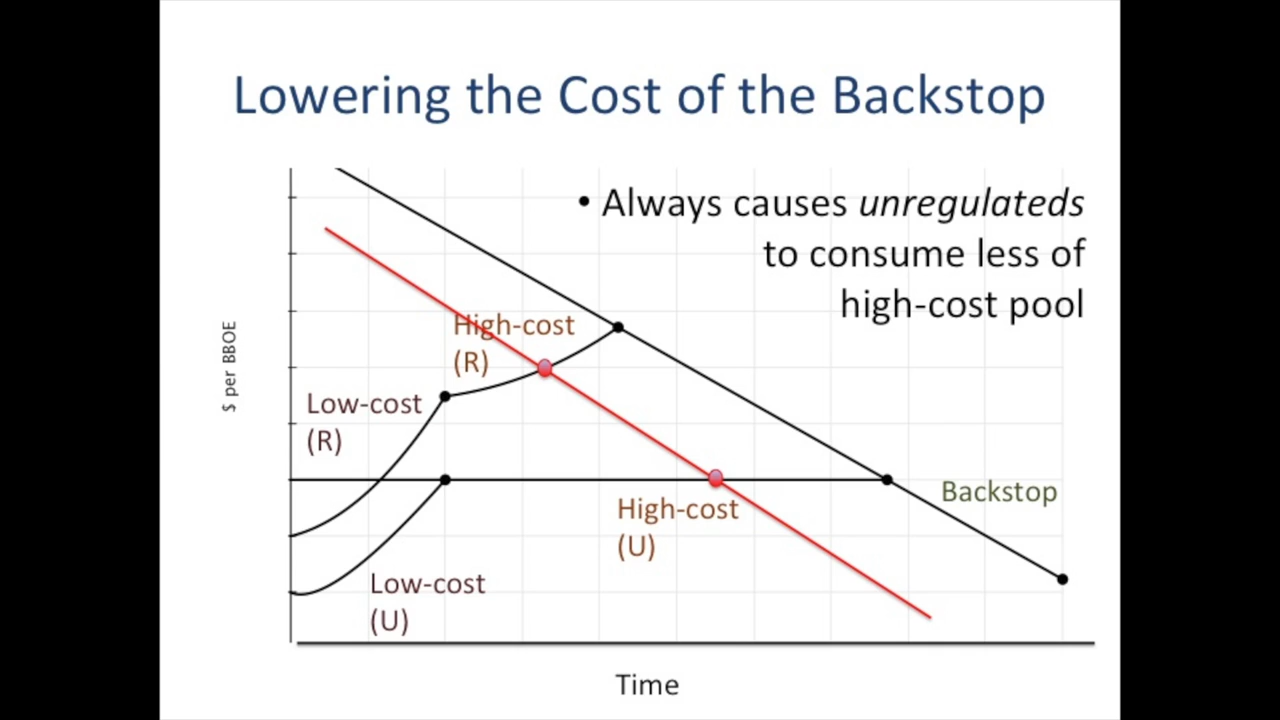 Lowering the Cost of the Backstop
• Always causes unregulateds
to consume less of
high-cost pool
$ per BBOE
High-cost
(R)
Low-cost
(R)
Backstop
High-cost
(U)
Low-cost
(U)
Time